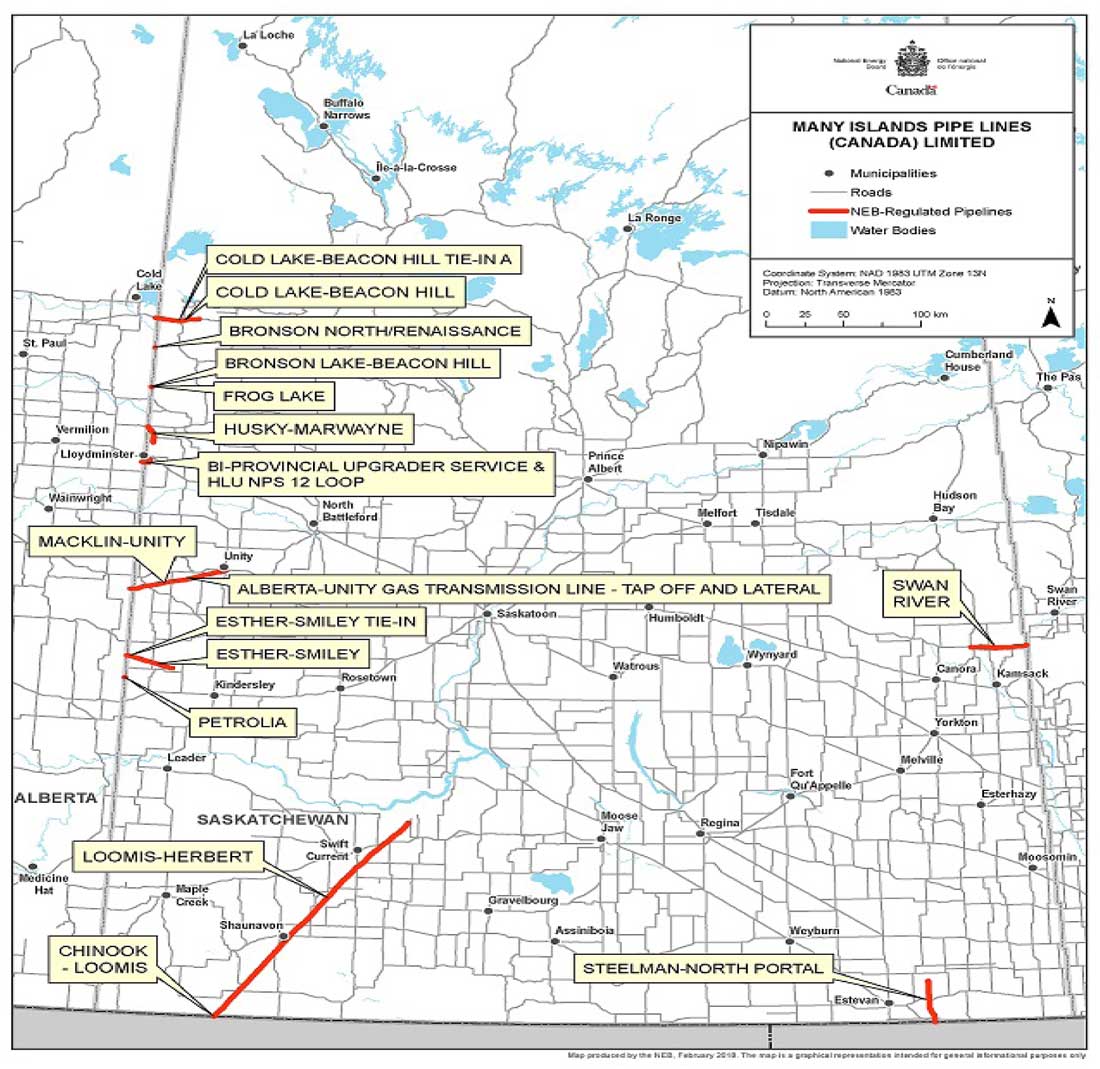 La Loche
Buffalo
Narrows
Île-à-la-Crosse
La Ronge
National Energy
Board
Office national
de l'énergie
Canada
MANY ISLANDS PIPE LINES
(CANADA) LIMITED
Municipalities
Roads
NEB-Regulated Pipelines
Water Bodies
Coordinate System: NAD 1983 UTM Zone 13N
Projection: Transverse Mercator
Datum: North American 1983
0 25 50 100 km
N
COLD LAKE-BEACON HILL TIE-IN A
Cold
Lake
COLD LAKE-BEACON HILL
BRONSON NORTH/RENAISSANCE
St. Paul
BRONSON LAKE-BEACON HILL
Cumberland
House
The Pas
FROG LAKE
Vermilion
HUSKY-MARWAYNE
Lloydminster
Nipawin
BI-PROVINCIAL UPGRADER SERVICE &
HLU NPS 12 LOOP
Prince
Albert
Wainwright
North
Battleford
Melfort
Tisdale
Hudson
Bay
MACKLIN-UNITY
Unity
ALBERTA-UNITY GAS TRANSMISSION LINE - TAP OFF AND LATERAL
SWAN
RIVER
Swan
River
ESTHER-SMILEY TIE-IN
Saskatoon
Humboldt
ESTHER-SMILEY
Watrous
Wynyard
Canora
Kamsack
Kindersley
Rosetown
PETROLIA
Yorkton
Leader
Melville
Fort
Qu'Appelle
Esterhazy
ALBERTA
SASKATCHEWAN
Moose
Jaw
Regina
Swift
Current
LOOMIS-HERBERT
Moosomin
Medicine
Hat
Maple
Creek
Gravelbourg
Shaunavon
Assiniboia
Weyburn
CHINOOK
- LOOMIS
STEELMAN-NORTH PORTAL
Estevan
Map produced by the NEB, February 2018. The map is a graphical representation intended for general informational purposes only